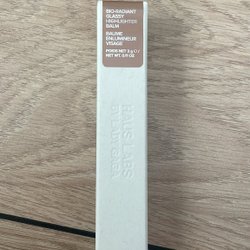 BIO-RADIANT
GLASSY
HIGHLIGHTER
BALM
BAUME
ENLUMINEUR
VISAGE
POIDS NET 3 g /
NET WT. 0.11 OZ
HAUS LABS
BY LADY GAGA